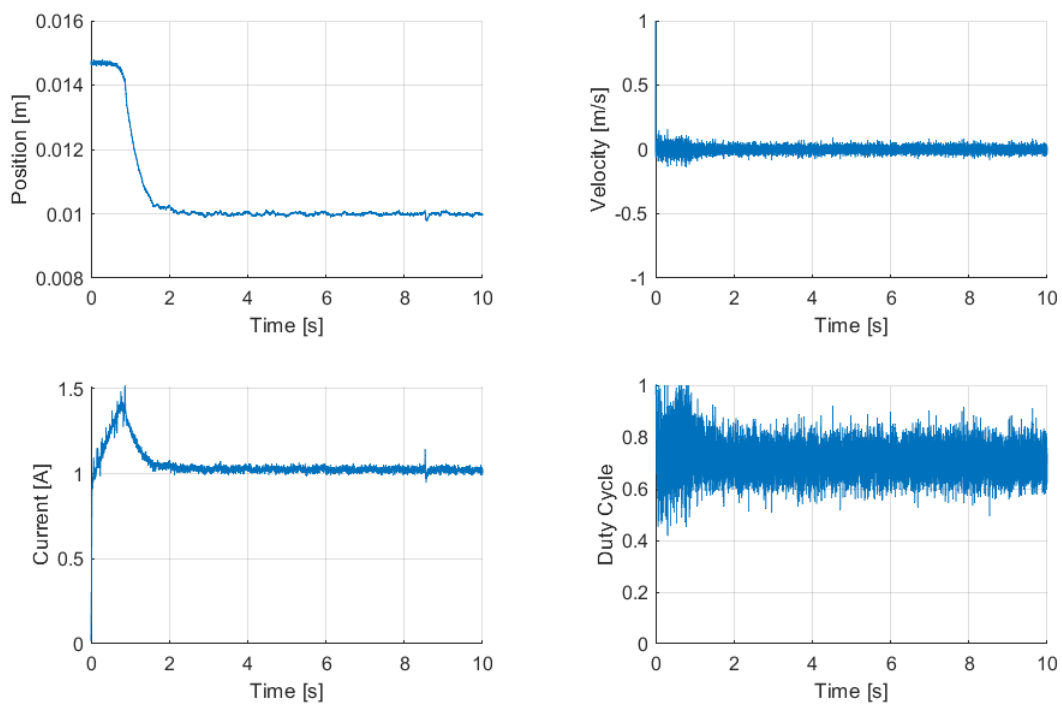 0.016
0.014
0.012
0.01
0.008
Position [m]
0 2 4 6 8 10
Time [s]
1
0.5
0
-0.5
-1
Velocity [m/s]
0 2 4 6 8 10
Time [s]
1.5
1
0.5
0
Current [A]
0 2 4 6 8 10
Time [s]
1
0.8
0.6
0.4
0.2
0
Duty Cycle
0 2 4 6 8 10
Time [s]